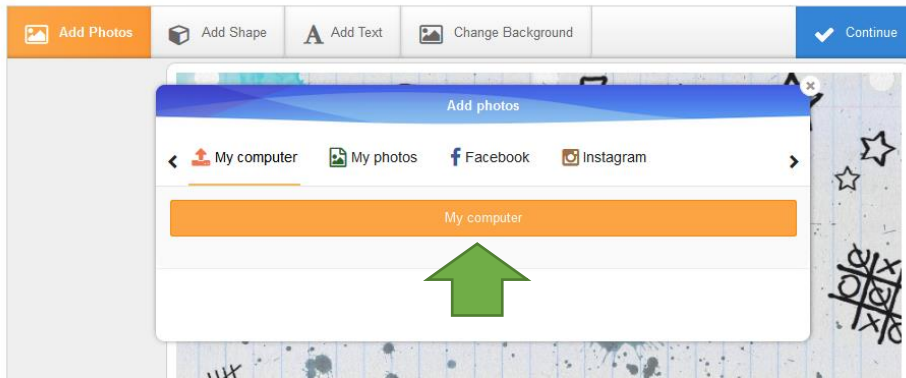 Add Photos Add Shape Add Text Change Background Continue
Add photos
My computer My photos Facebook Instagram
My computer